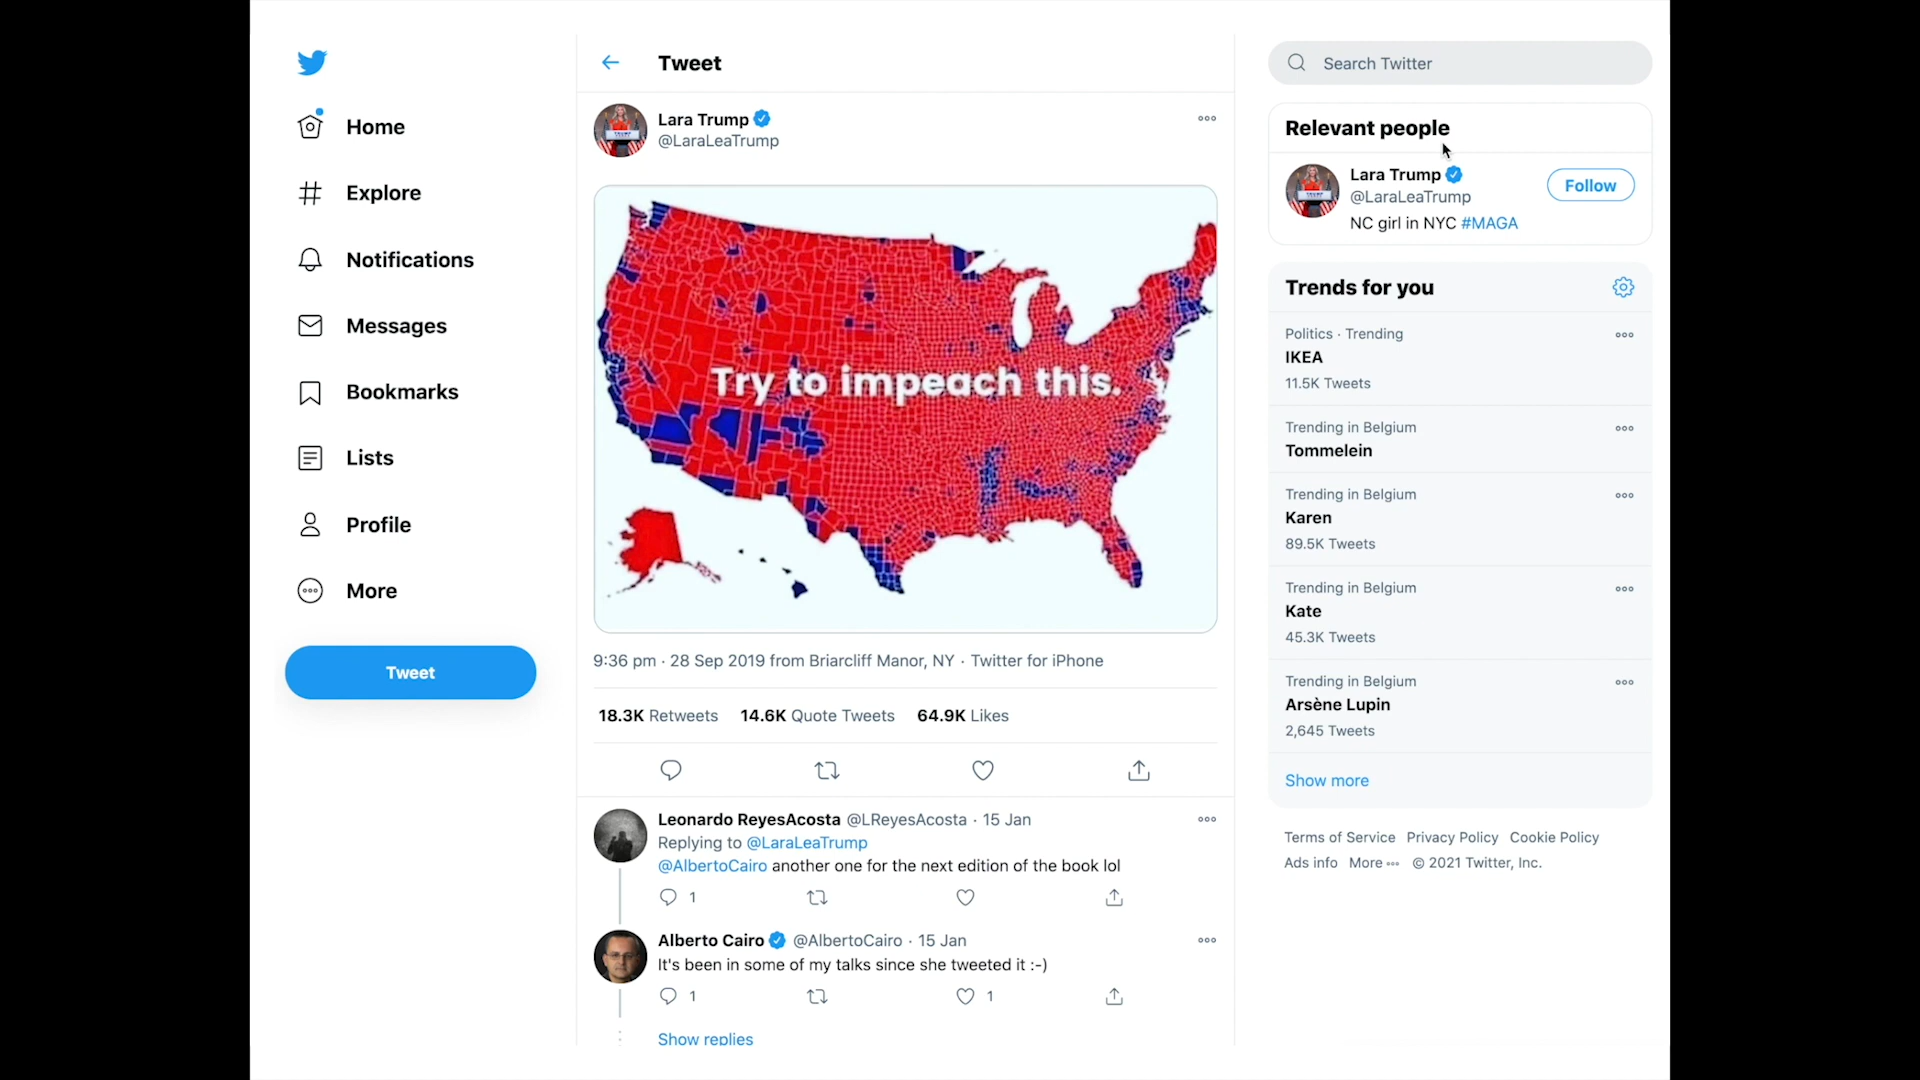 Home
Explore
Notifications
Messages
Bookmarks
Lists
Profile
More
Tweet
Tweet
Lara Trump
@LaraLeaTrump
Try to impeach this.
9:36 pm · 28 Sep 2019 from Briarcliff Manor, NY · Twitter for iPhone
18.3K Retweets 14.6K Quote Tweets 64.9K Likes
Leonardo ReyesAcosta @LReyesAcosta · 15 Jan
Replying to @LaraLeaTrump
@AlbertoCairo another one for the next edition of the book lol
1
Alberto Cairo @AlbertoCairo · 15 Jan
It's been in some of my talks since she tweeted it :-)
1 1
Show replies
Search Twitter
Relevant people
Lara Trump
@LaraLeaTrump
Follow
NC girl in NYC #MAGA
Trends for you
Politics · Trending
IKEA
11.5K Tweets
Trending in Belgium
Tommelein
Trending in Belgium
Karen
89.5K Tweets
Trending in Belgium
Kate
45.3K Tweets
Trending in Belgium
Arsène Lupin
2,645 Tweets
Show more
Terms of Service Privacy Policy Cookie Policy
Ads info More © 2021 Twitter, Inc.